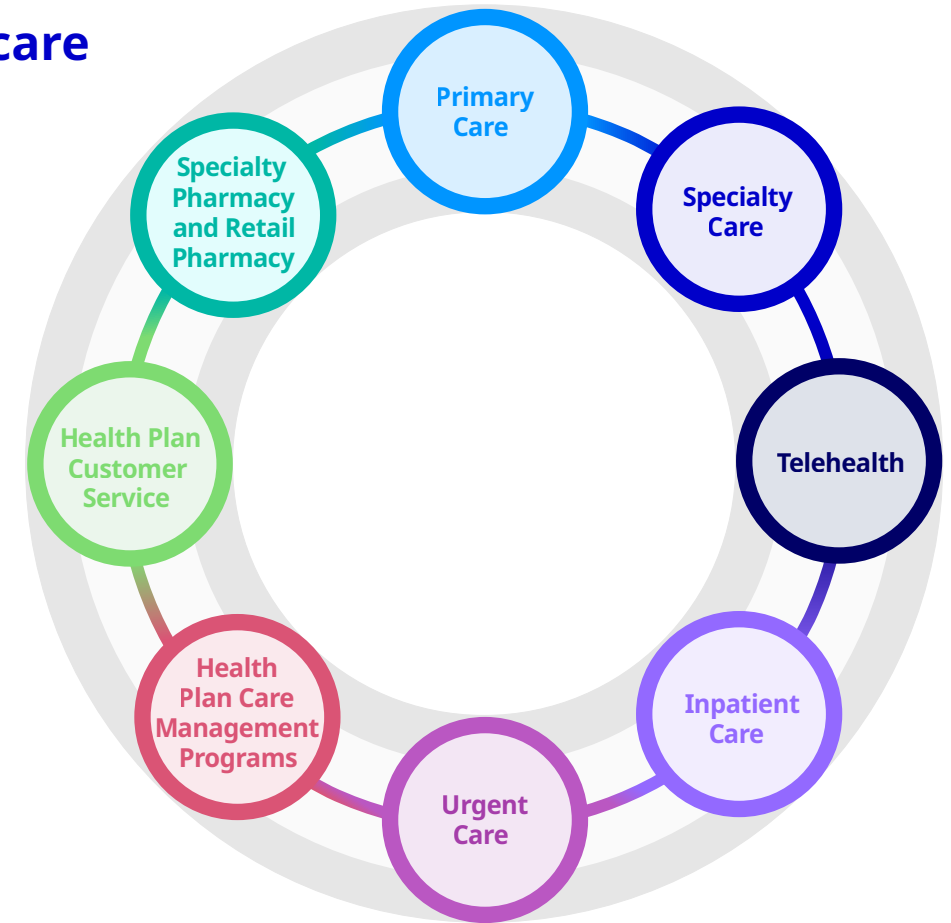 care
Primary
Care
Specialty
Care
Telehealth
Inpatient
Care
Urgent
Care
Health
Plan Care
Management
Programs
Health Plan
Customer
Service
Specialty
Pharmacy
and Retail
Pharmacy